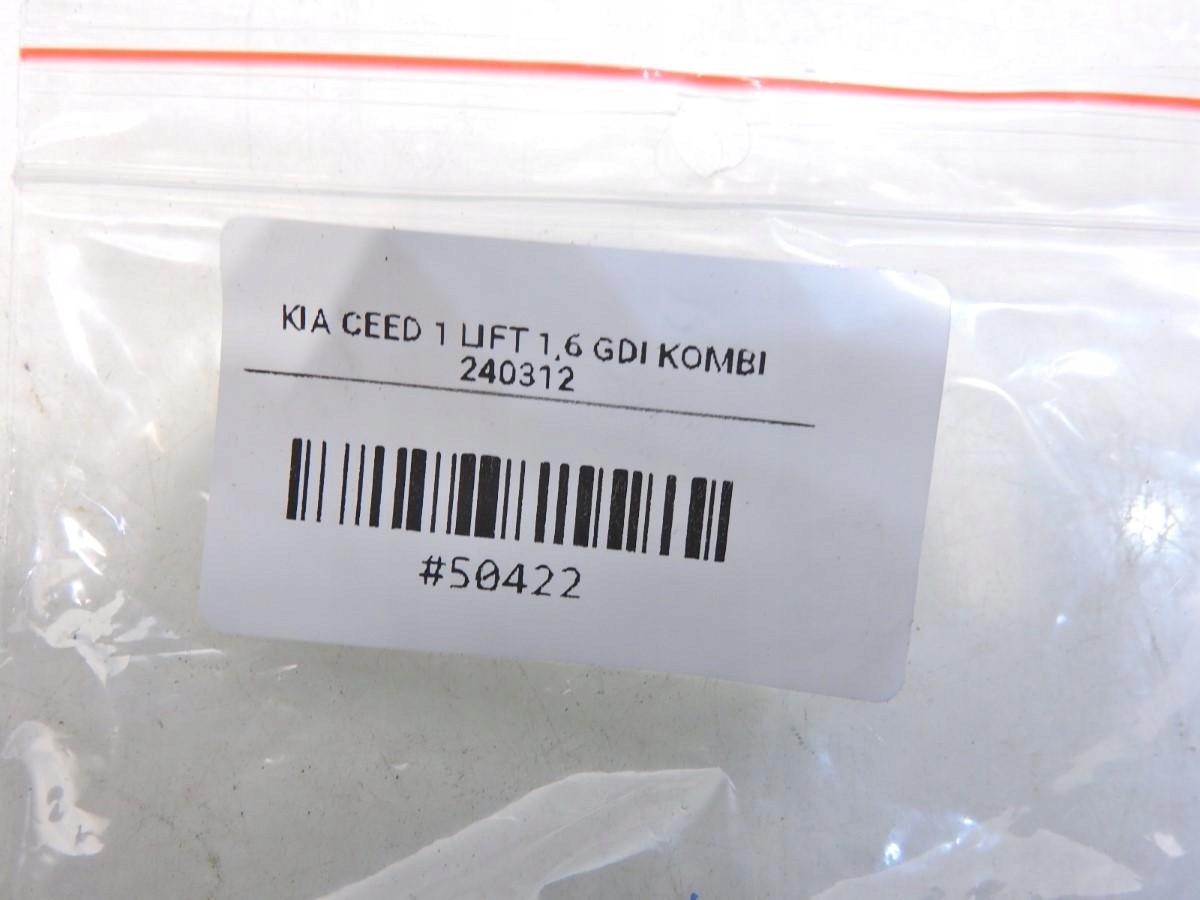 KIA CEED 1 LIFT 1,6 GDI KOMBI
240312
#50422